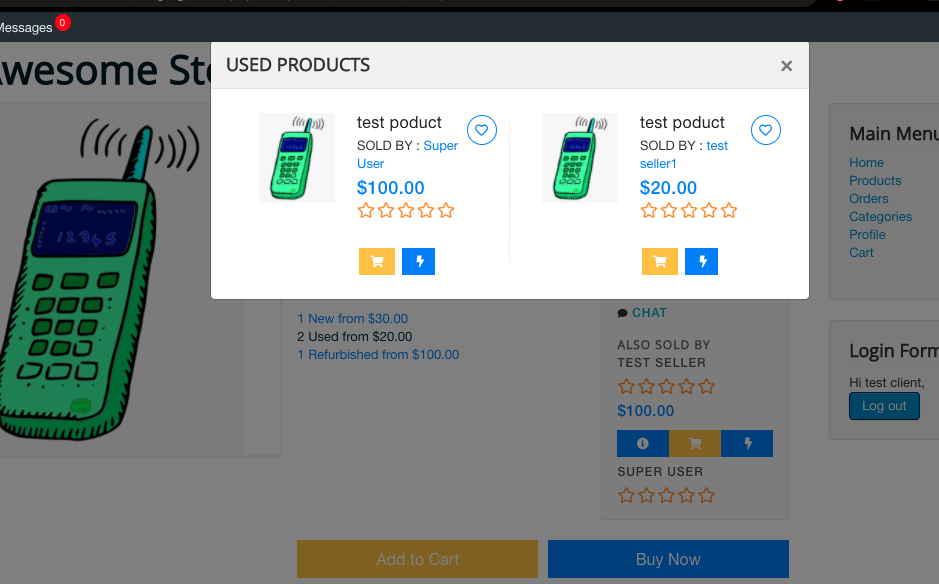 Messages 0
wesome St
USED PRODUCTS ×
test poduct
SOLD BY : Super
User
$100.00
test poduct
SOLD BY : test
seller1
$20.00
12345
1 New from $30.00
2 Used from $20.00
1 Refurbished from $100.00
CHAT
ALSO SOLD BY
TEST SELLER
$100.00
SUPER USER
Add to Cart
Buy Now
Main Menu
Home
Products
Orders
Categories
Profile
Cart
Login Form
Hi test client,
Log out